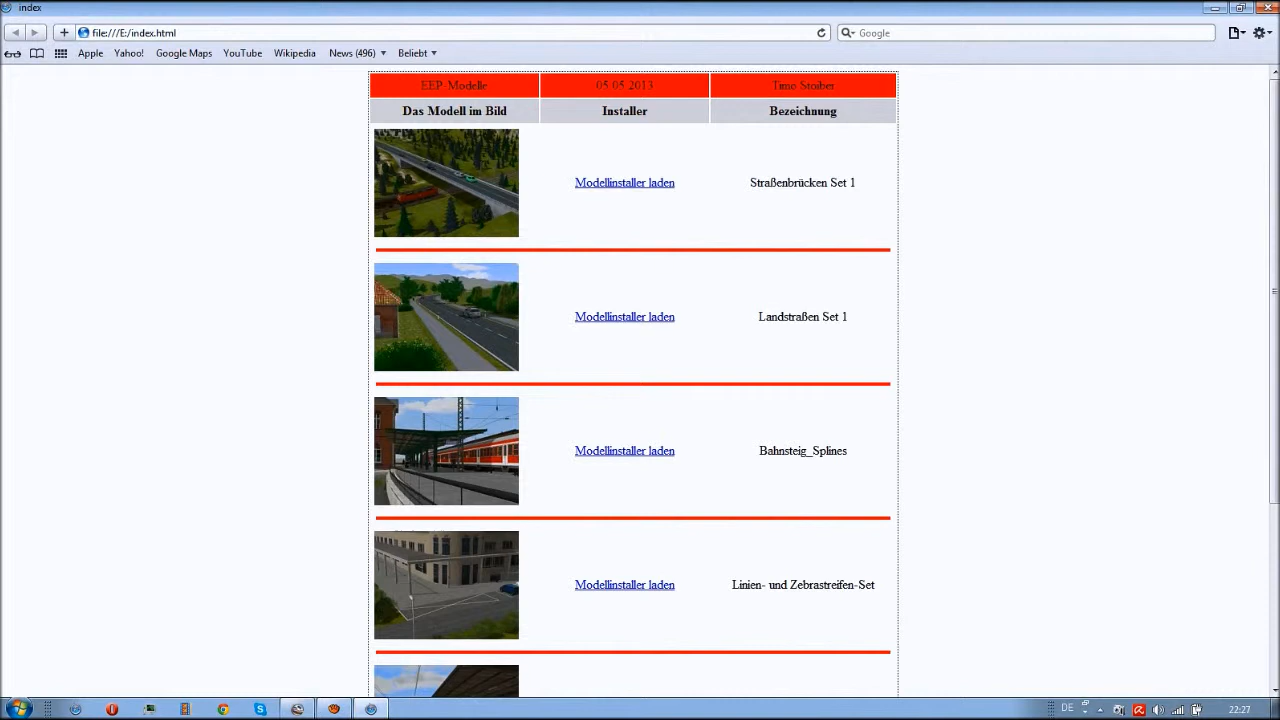 index
file:///E:/index.html
Google
Apple Yahoo! Google Maps YouTube Wikipedia News (496) Beliebt
EEP-Modelle 05.05.2013 Timo Stoiber
Das Modell im Bild Installer Bezeichnung
Modellinstaller laden Straßenbrücken Set 1
Modellinstaller laden Landstraßen Set 1
Modellinstaller laden Bahnsteig_Splines
Modellinstaller laden Linien- und Zebrastreifen-Set
DE 22:27